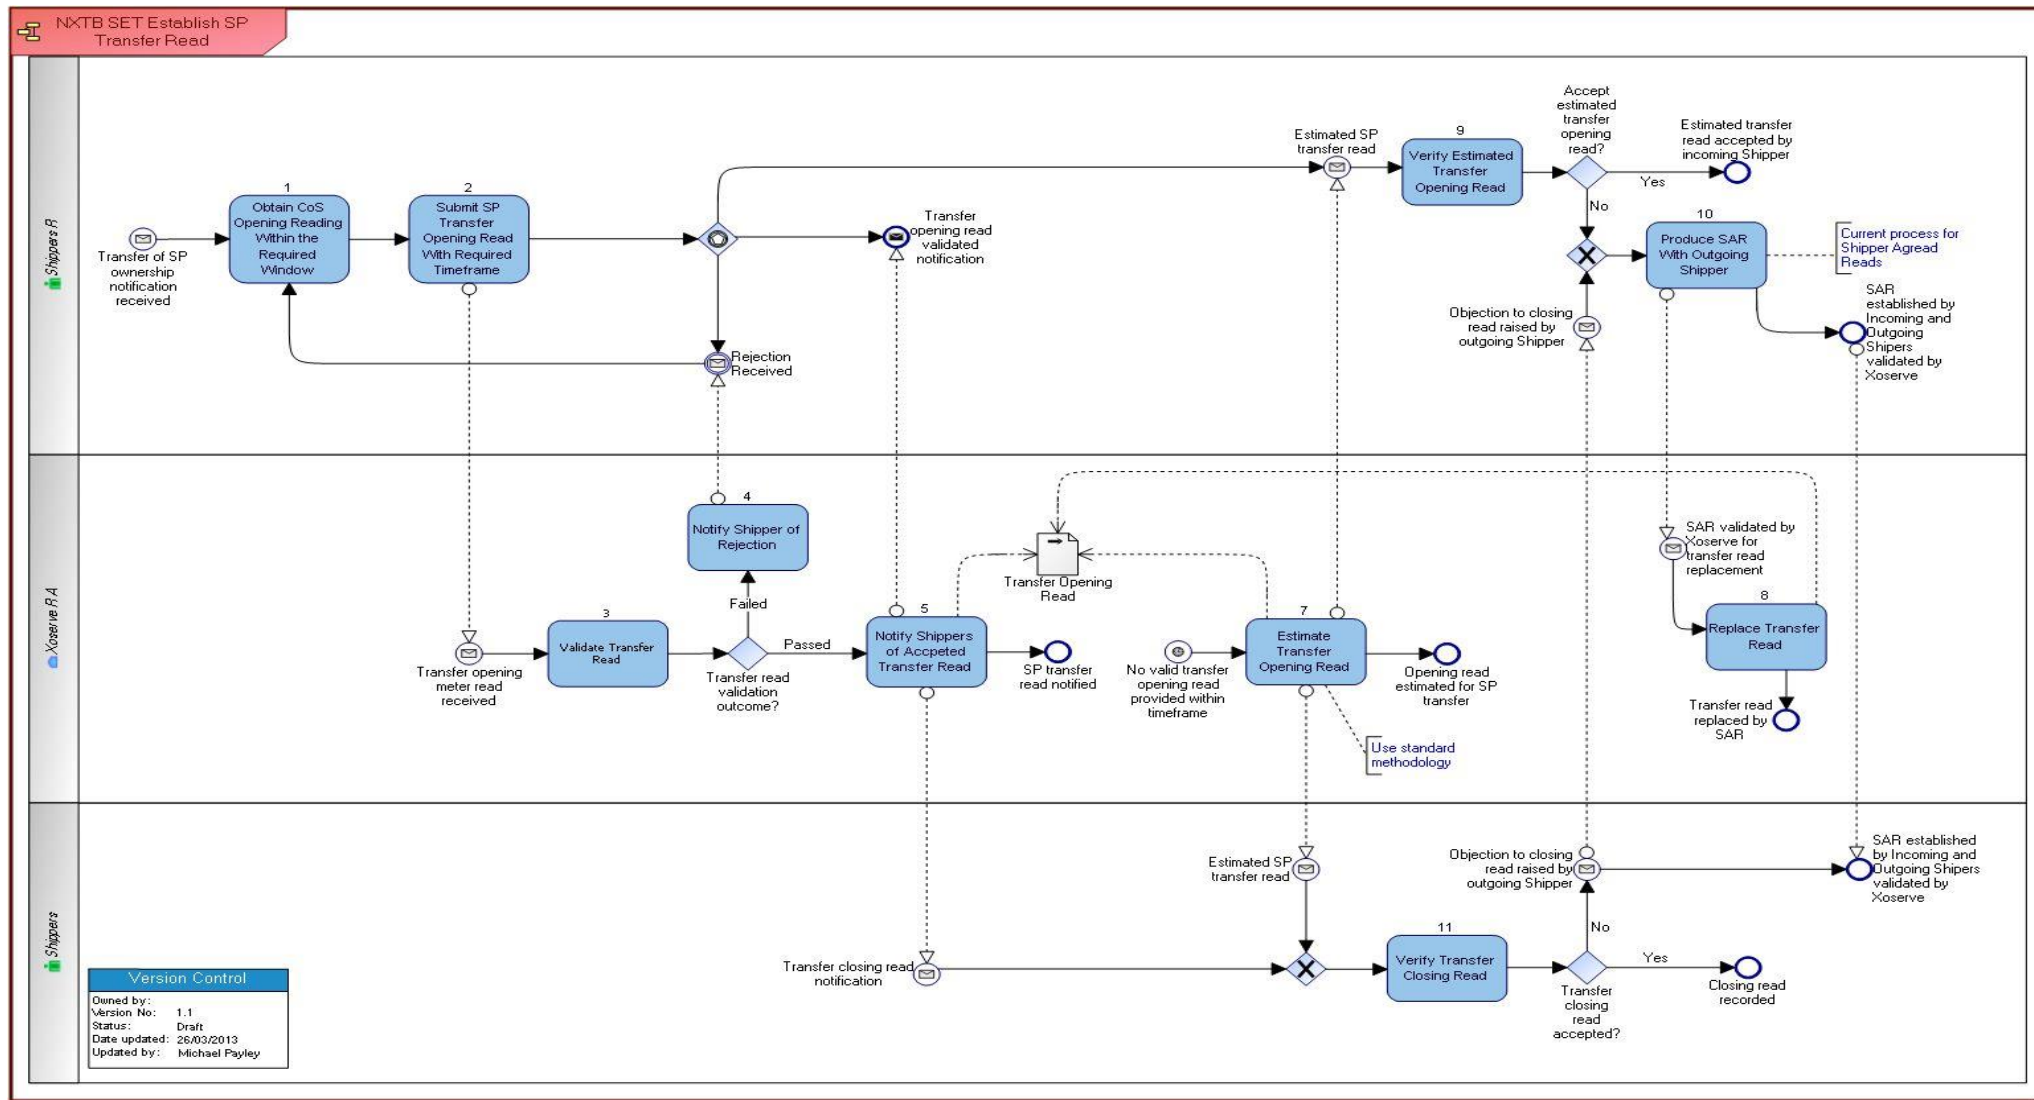 NXTB SET Establish SP
Transfer Read
Shippers R
Transfer of SP
ownership
notification
received
1
Obtain CoS
Opening Reading
Within the
Required
Window
2
Submit SP
Transfer
Opening Read
With Required
Timeframe
Transfer
opening read
validated
notification
Rejection
Received
Estimated SP
transfer read
9
Verify Estimated
Transfer
Opening Read
Accept
estimated
transfer
opening
read?
Yes
No
Estimated transfer
read accepted by
incoming Shipper
10
Produce SAR
With Outgoing
Shipper
Current process for
Shipper Agread
Reads
Objection to closing
read raised by
outgoing Shipper
SAR
established by
Incoming and
Outgoing
Shipers
validated by
Xoserve
Xoserve R A
Transfer opening
meter read
received
3
Validate Transfer
Read
4
Notify Shipper of
Rejection
Failed
Passed
Transfer read
validation
outcome?
5
Notify Shippers
of Accpeted
Transfer Read
SP transfer
read notified
Transfer Opening
Read
No valid transfer
opening read
provided within
timeframe
7
Estimate
Transfer
Opening Read
Opening read
estimated for SP
transfer
Use standard
methodology
SAR validated by
Xoserve for
transfer read
replacement
8
Replace Transfer
Read
Transfer read
replaced by
SAR
Shippers
Transfer closing read
notification
Estimated SP
transfer read
11
Verify Transfer
Closing Read
Objection to closing
read raised by
outgoing Shipper
No
Yes
Transfer
closing
read
accepted?
Closing read
recorded
SAR established
by Incoming and
Outgoing Shipers
validated by
Xoserve
Version Control
Owned by:
Version No: 1.1
Status: Draft
Date updated: 26/03/2013
Updated by: Michael Payley